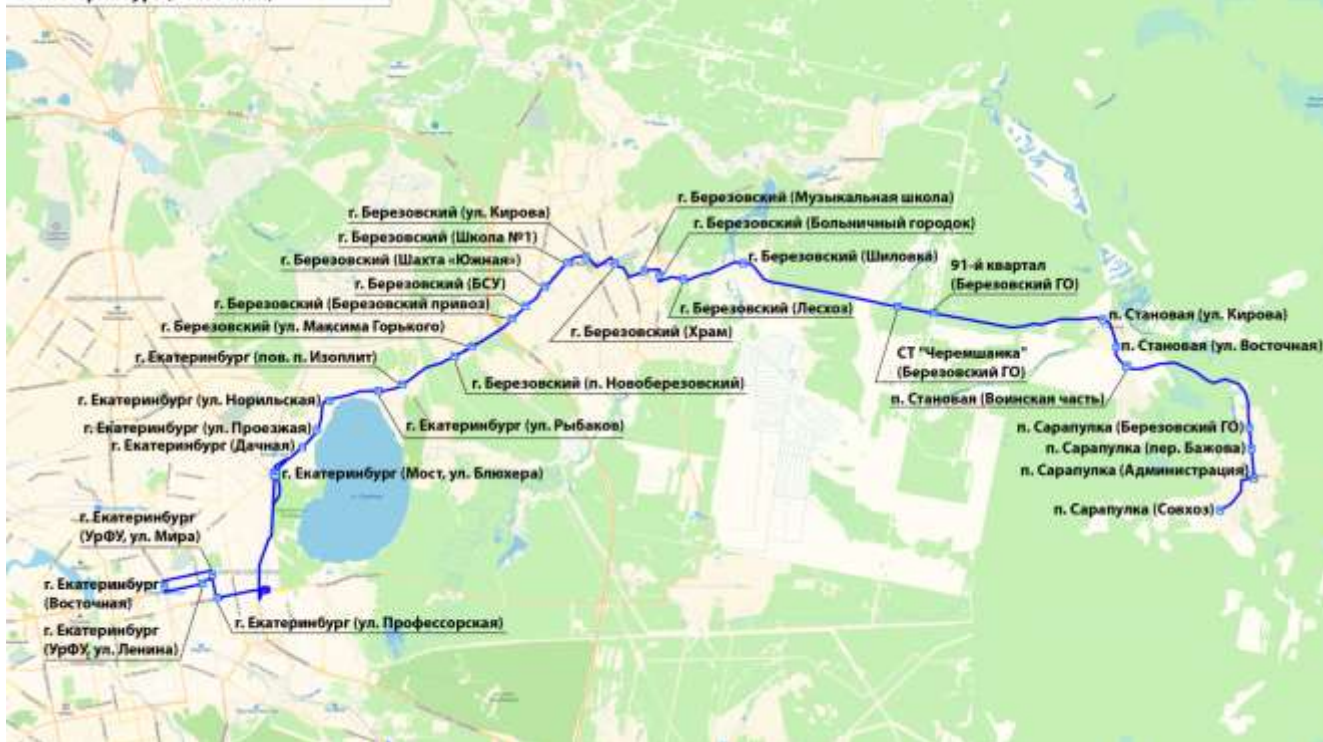 г. Березовский (Музыкальная школа)
г. Березовский (ул. Кирова)
г. Березовский (Больничный городок)
г. Березовский (Школа №1)
г. Березовский (Шахта «Южная»)
г. Березовский (Шиловка)
91-й квартал
(Березовский ГО)
г. Березовский (БСУ)
г. Березовский (Березовский привоз)
г. Березовский (Лесхоз)
п. Становая (ул. Кирова)
г. Березовский (ул. Максима Горького)
г. Березовский (Храм)
п. Становая (ул. Восточная)
г. Екатеринбург (пов. п. Изоплит)
СТ "Черемшанка"
(Березовский ГО)
г. Березовский (п. Новоберезовский)
г. Екатеринбург (ул. Норильская)
п. Становая (Воинская часть)
г. Екатеринбург (ул. Проезжая)
г. Екатеринбург (ул. Рыбаков)
п. Сарапулка (Березовский ГО)
г. Екатеринбург (Дачная)
п. Сарапулка (пер. Бажова)
г. Екатеринбург (Мост, ул. Блюхера)
п. Сарапулка (Администрация)
п. Сарапулка (Совхоз)
г. Екатеринбург
(УрФУ, ул. Мира)
г. Екатеринбург
(Восточная)
г. Екатеринбург (ул. Профессорская)
г. Екатеринбург
(УрФУ, ул. Ленина)